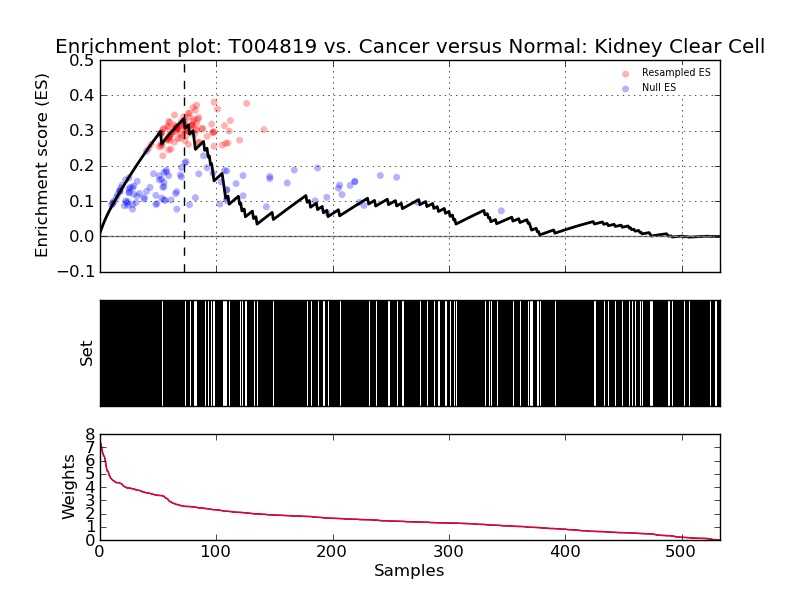 Enrichment plot: T004819 vs. Cancer versus Normal: Kidney Clear Cell
0.5
0.4
0.3
0.2
0.1
0.0
−0.1
Enrichment score (ES)
Resampled ES
Null ES
Set
8
7
6
5
4
3
2
1
0
Weights
0 100 200 300 400 500
Samples